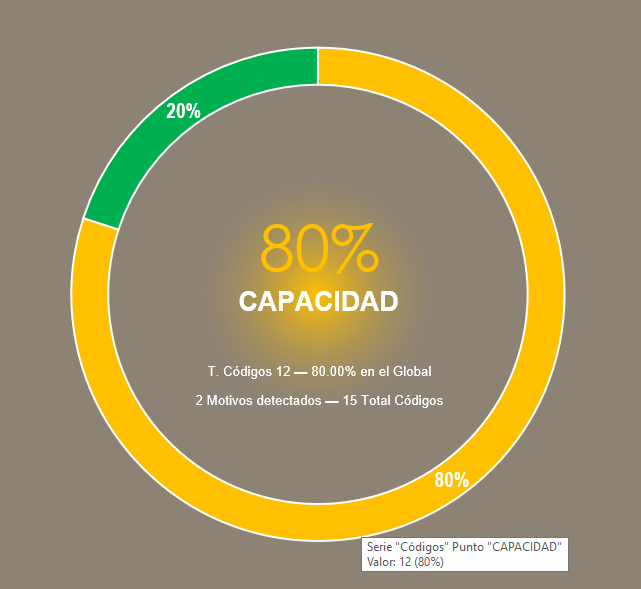 20%
80%
CAPACIDAD
T. Códigos 12 — 80.00% en el Global
2 Motivos detectados — 15 Total Códigos
80%
Serie "Códigos" Punto "CAPACIDAD"
Valor: 12 (80%)